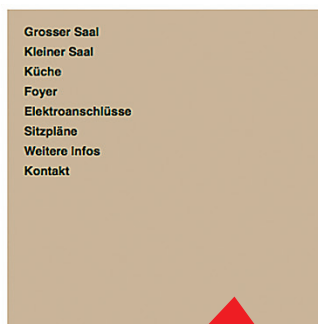 Grosser Saal
Kleiner Saal
Küche
Foyer
Elektroanschlüsse
Sitzpläne
Weitere Infos
Kontakt